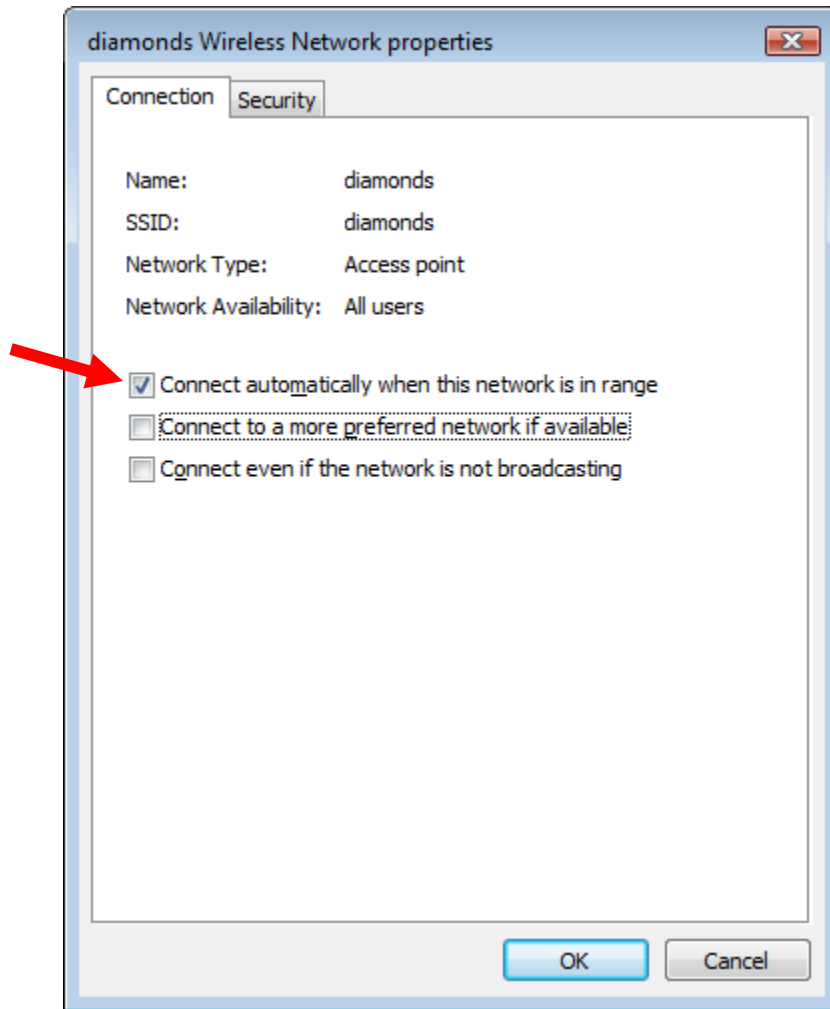 diamonds Wireless Network properties
Connection Security
Name: diamonds
SSID: diamonds
Network Type: Access point
Network Availability: All users
Connect automatically when this network is in range
Connect to a more preferred network if available
Connect even if the network is not broadcasting
OK Cancel